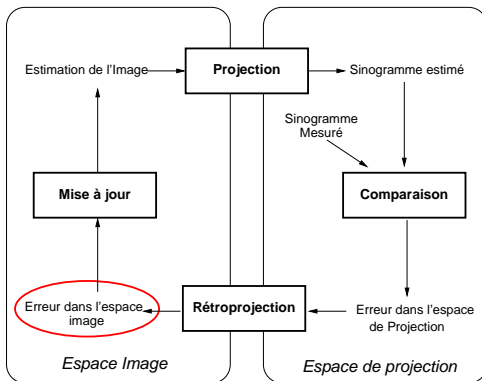 Estimation de l'Image
Projection
Sinogramme estimé
Sinogramme
Mesuré
Mise à jour
Comparaison
Erreur dans l'espace
image
Rétroprojection
Erreur dans l'espace
de Projection
Espace Image
Espace de projection